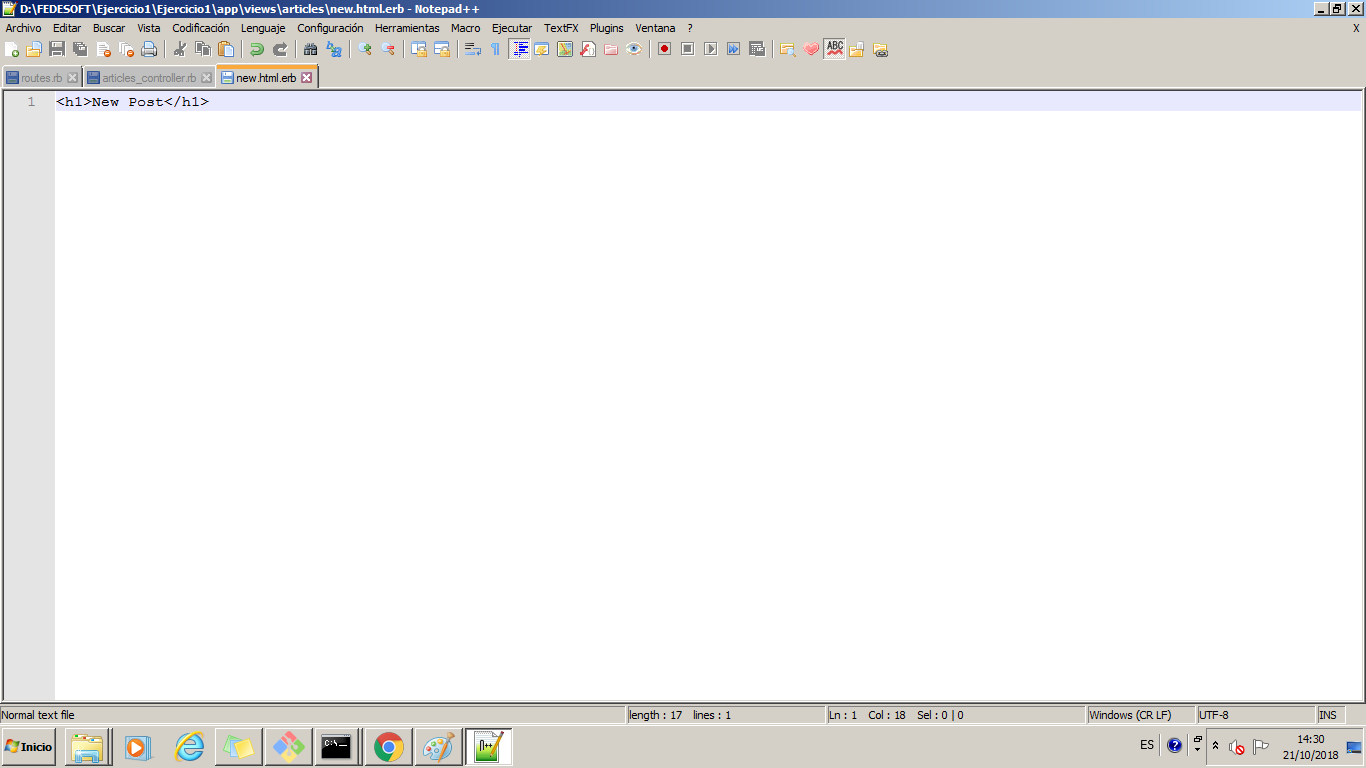 D:\FEDESOFT\Ejercicio1\Ejercicio1\app\views\articles\new.html.erb - Notepad++
Archivo Editar Buscar Vista Codificación Lenguaje Configuración Herramientas Macro Ejecutar TextFX Plugins Ventana ? X
ABC
routes.rb articles_controller.rb new.html.erb
1 <h1>New Post</h1>
Normal text file length : 17 lines : 1 Ln : 1 Col : 18 Sel : 0 | 0 Windows (CR LF) UTF-8 INS
Inicio C:\. ES ? 14:30
21/10/2018